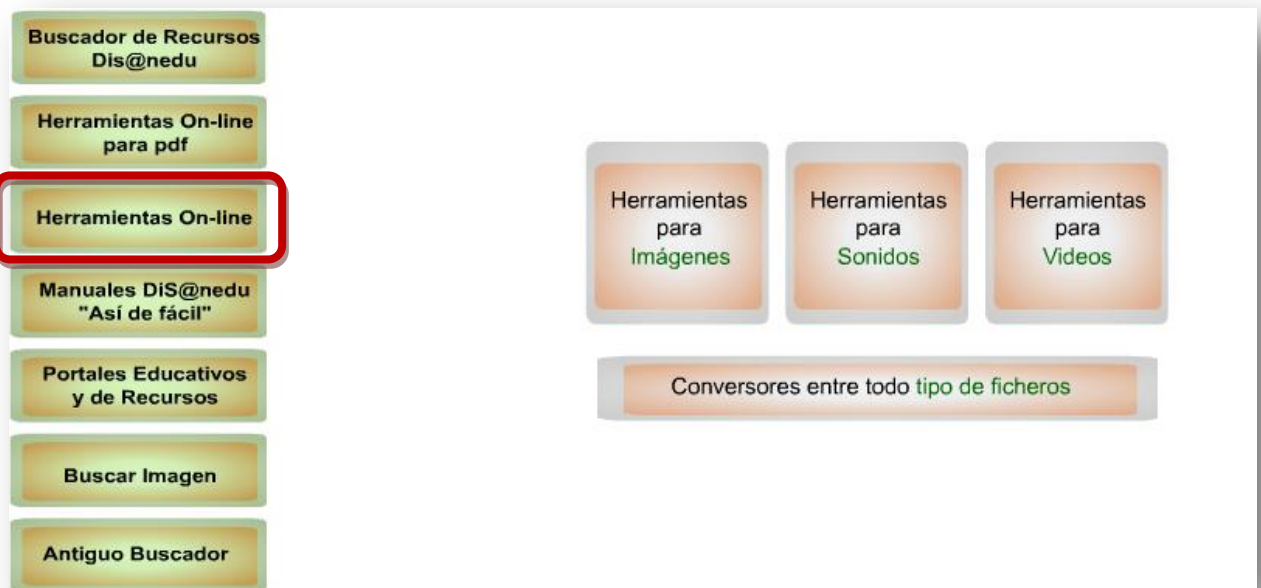 Buscador de Recursos
Dis@nedu
Herramientas On-line
para pdf
Herramientas On-line
Manuales DiS@nedu
"Así de fácil"
Portales Educativos
y de Recursos
Buscar Imagen
Antiguo Buscador
Herramientas
para
Imágenes
Herramientas
para
Sonidos
Herramientas
para
Videos
Conversores entre todo tipo de ficheros